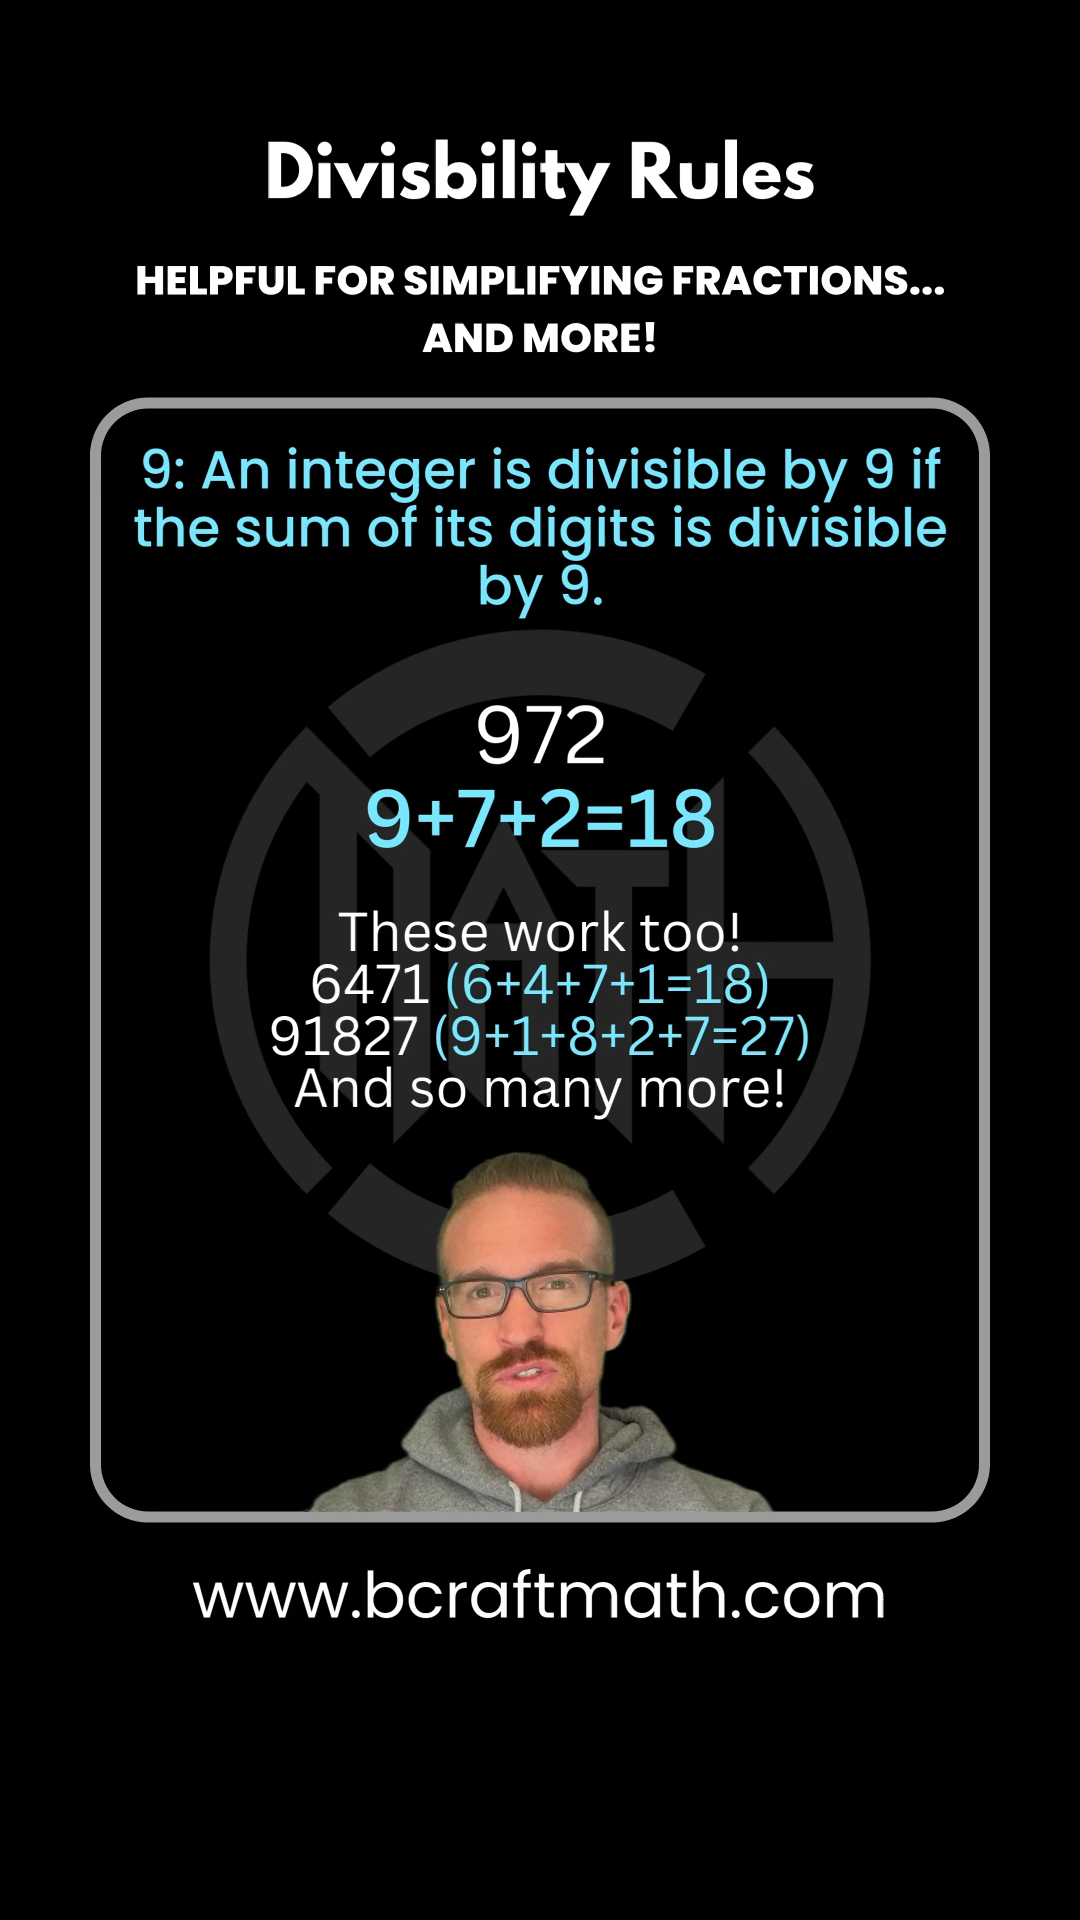 Divisbility Rules
HELPFUL FOR SIMPLIFYING FRACTIONS...
AND MORE!
9: An integer is divisible by 9 if
the sum of its digits is divisible
by 9.
972
9+7+2=18
These work too!
6471 (6+4+7+1=18)
91827 (9+1+8+2+7=27)
And so many more!
MATH
www.bcraftmath.com